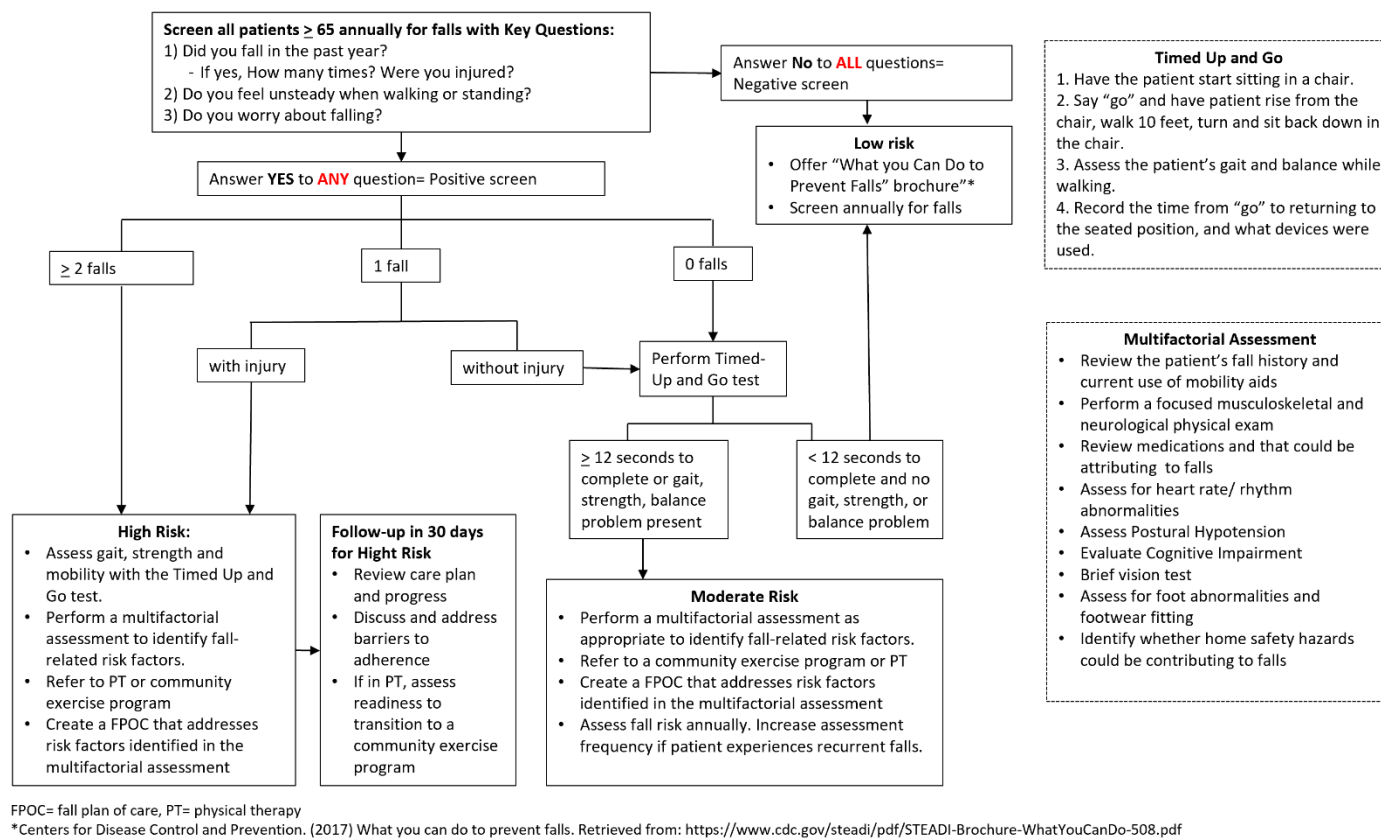 Screen all patients ≥ 65 annually for falls with Key Questions:
1) Did you fall in the past year?
- If yes, How many times? Were you injured?
2) Do you feel unsteady when walking or standing?
3) Do you worry about falling?
Answer No to ALL questions=
Negative screen
Answer YES to ANY question= Positive screen
Low risk
• Offer “What you Can Do to
Prevent Falls” brochure”*
• Screen annually for falls
≥ 2 falls
1 fall
0 falls
with injury
without injury
Perform Timed-
Up and Go test
≥ 12 seconds to
complete or gait,
strength, balance
problem present
< 12 seconds to
complete and no
gait, strength, or
balance problem
High Risk:
• Assess gait, strength and
mobility with the Timed Up and
Go test.
• Perform a multifactorial
assessment to identify fall-
related risk factors.
• Refer to PT or community
exercise program
• Create a FPOC that addresses
risk factors identified in the
multifactorial assessment
Follow-up in 30 days
for Hight Risk
• Review care plan
and progress
• Discuss and address
barriers to
adherence
• If in PT, assess
readiness to
transition to a
community exercise
program
Moderate Risk
• Perform a multifactorial assessment as
appropriate to identify fall-related risk factors.
• Refer to a community exercise program or PT
• Create a FPOC that addresses risk factors
identified in the multifactorial assessment
• Assess fall risk annually. Increase assessment
frequency if patient experiences recurrent falls.
Timed Up and Go
1. Have the patient start sitting in a chair.
2. Say “go” and have patient rise from the
chair, walk 10 feet, turn and sit back down in
the chair.
3. Assess the patient’s gait and balance while
walking.
4. Record the time from “go” to returning to
the seated position, and what devices were
used.
Multifactorial Assessment
• Review the patient’s fall history and
current use of mobility aids
• Perform a focused musculoskeletal and
neurological physical exam
• Review medications and that could be
attributing to falls
• Assess for heart rate/ rhythm
abnormalities
• Assess Postural Hypotension
• Evaluate Cognitive Impairment
• Brief vision test
• Assess for foot abnormalities and
footwear fitting
• Identify whether home safety hazards
could be contributing to falls
FPOC= fall plan of care, PT= physical therapy
*Centers for Disease Control and Prevention. (2017) What you can do to prevent falls. Retrieved from: https://www.cdc.gov/steadi/pdf/STEADI-Brochure-WhatYouCanDo-508.pdf